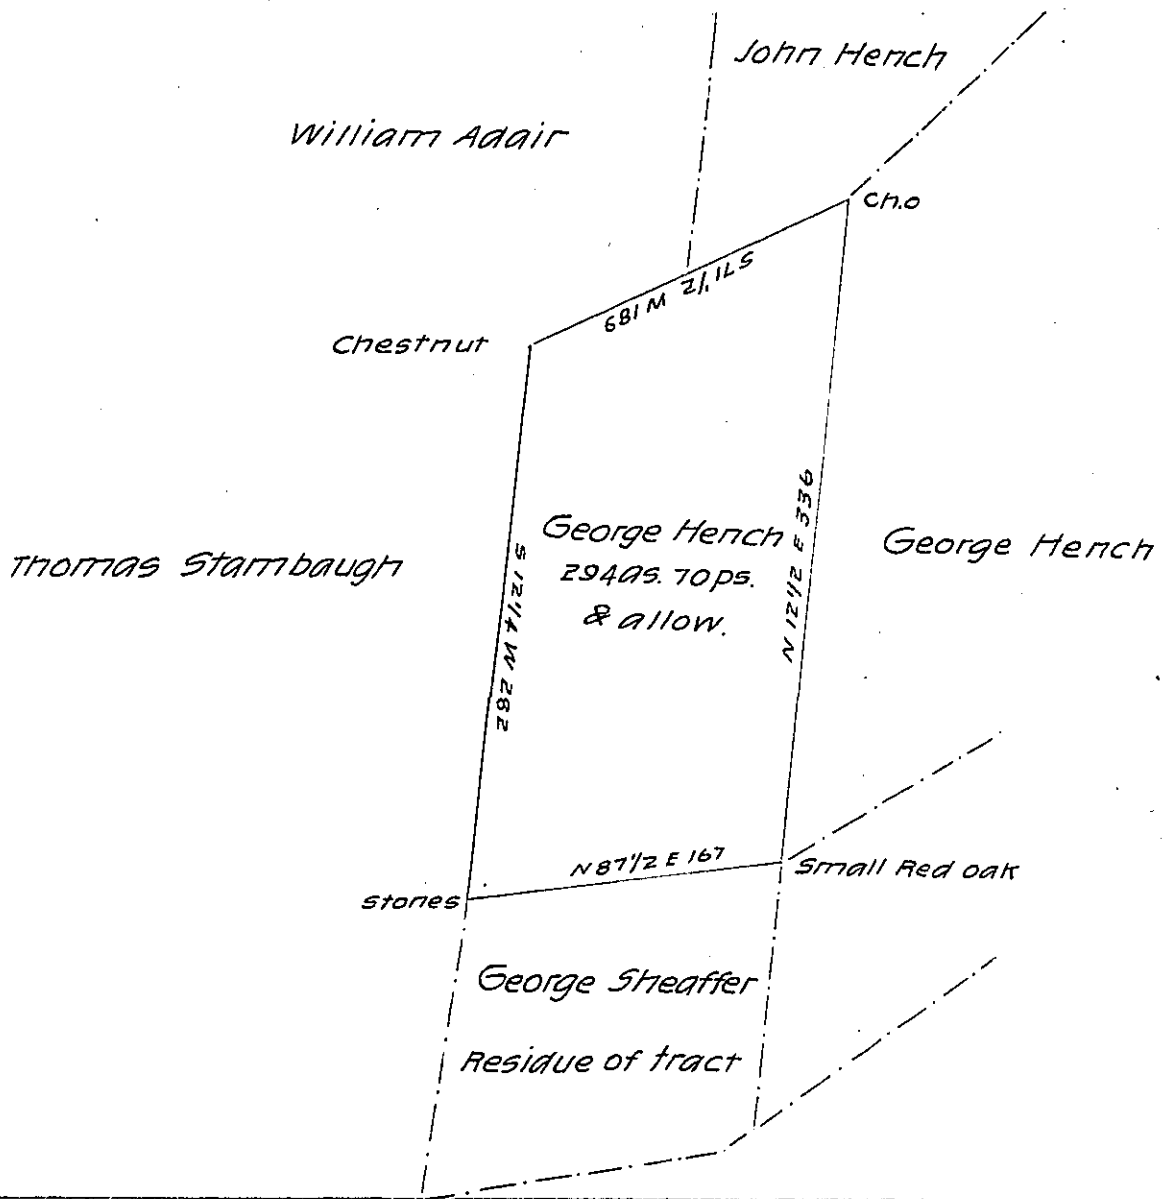 John Hench
William Adair
Ch.O
S 71 1/2 W 189
Chestnut
N 12 1/2 E 336
George Hench
294as. 70ps.
& allow.
George Hench
S 12 1/4 W 282
Thomas Stambaugh
N 87 1/2 E 167
Small Red oak
Stones
George Sheaffer
Residue of tract